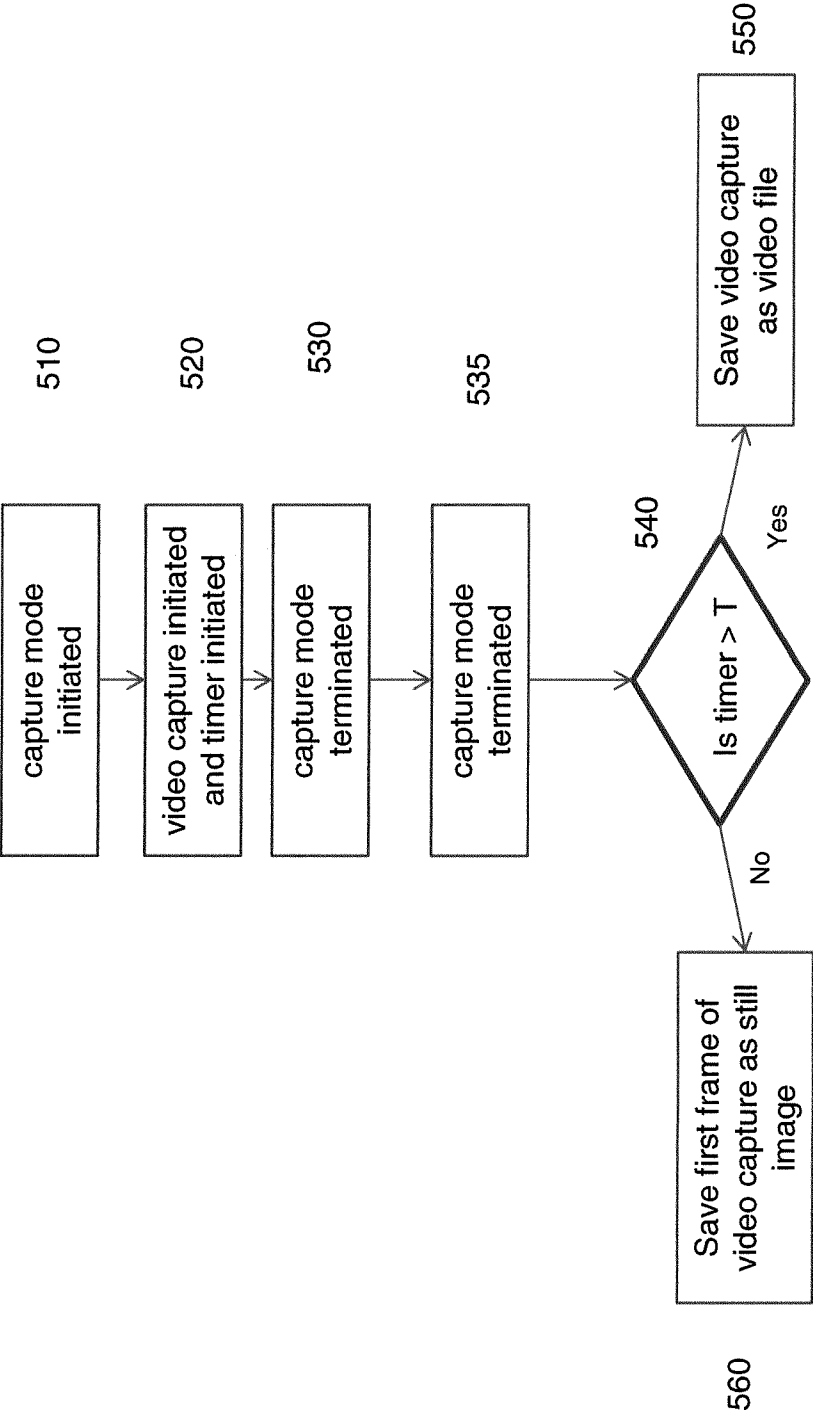 capture mode
initiated
510
video capture initiated
and timer initiated
520
capture mode
terminated
530
capture mode
terminated
535
Is timer > T
540
No
Yes
Save first frame of
video capture as still
image
560
Save video capture
as video file
550